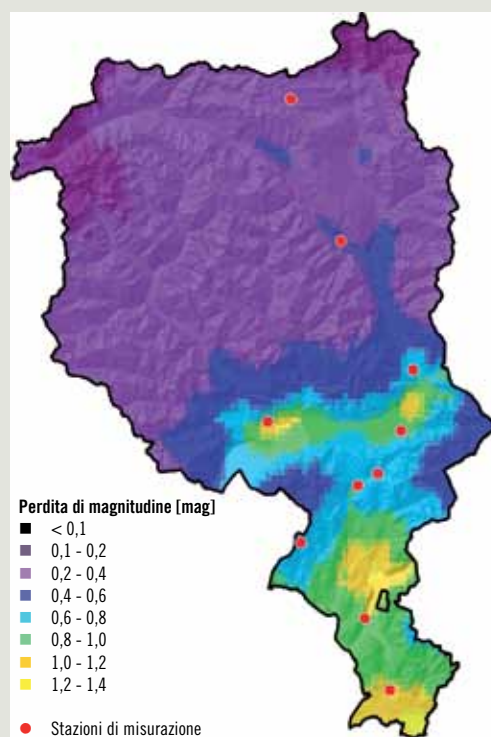 Perdita di magnitudine [mag]
< 0,1
0,1 - 0,2
0,2 - 0,4
0,4 - 0,6
0,6 - 0,8
0,8 - 1,0
1,0 - 1,2
1,2 - 1,4
Stazioni di misurazione